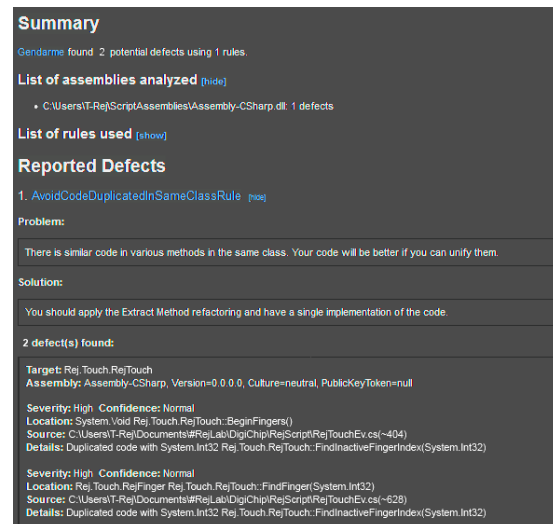 Summary
Gendarme found 2 potential defects using 1 rules.
List of assemblies analyzed [hide]
• C:\Users\T-Rej\ScriptAssemblies\Assembly-CSharp.dll: 1 defects
List of rules used [show]
Reported Defects
1. AvoidCodeDuplicatedInSameClassRule [hide]
Problem:
There is similar code in various methods in the same class. Your code will be better if you can unify them.
Solution:
You should apply the Extract Method refactoring and have a single implementation of the code.
2 defect(s) found:
Target: Rej.Touch.RejTouch
Assembly: Assembly-CSharp, Version=0.0.0.0, Culture=neutral, PublicKeyToken=null
Severity: High Confidence: Normal
Location: System.Void Rej.Touch.RejTouch::BeginFingers()
Source: C:\Users\T-Rej\Documents\#RejLab\DigiChip\RejScript\RejTouchEv.cs(~404)
Details: Duplicated code with System.Int32 Rej.Touch.RejTouch::FindInactiveFingerIndex(System.Int32)
Severity: High Confidence: Normal
Location: Rej.Touch.RejFinger Rej.Touch.RejTouch::FindFinger(System.Int32)
Source: C:\Users\T-Rej\Documents\#RejLab\DigiChip\RejScript\RejTouchEv.cs(~628)
Details: Duplicated code with System.Int32 Rej.Touch.RejTouch::FindInactiveFingerIndex(System.Int32)